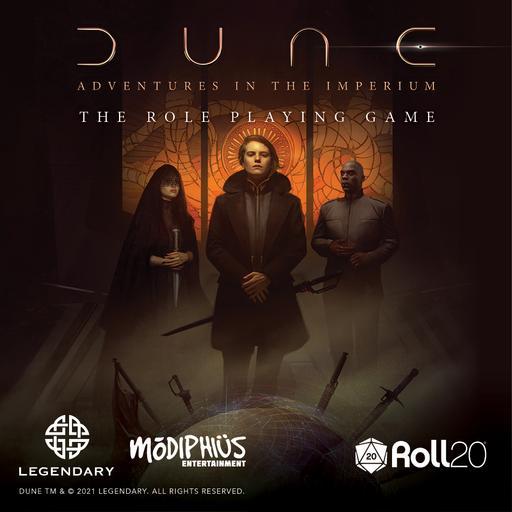 DUNE
ADVENTURES IN THE IMPERIUM
THE ROLE PLAYING GAME
LEGENDARY
MōDIPHIÜS
ENTERTAINMENT
20
Roll20
DUNE TM & © 2021 LEGENDARY. ALL RIGHTS RESERVED.